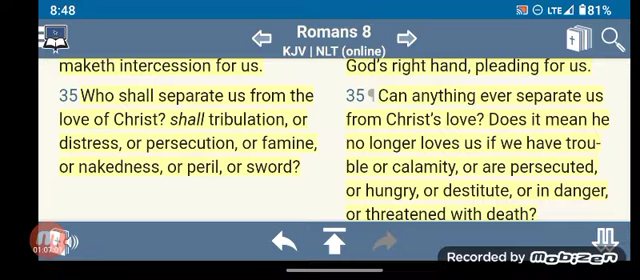 8:48
LTE 81%
Romans 8
KJV | NLT (online)
maketh intercession for us.
35 Who shall separate us from the
love of Christ? shall tribulation, or
distress, or persecution, or famine,
or nakedness, or peril, or sword?
God's right hand, pleading for us.
35 ¶ Can anything ever separate us
from Christ's love? Does it mean he
no longer loves us if we have trou-
ble or calamity, or are persecuted,
or hungry, or destitute, or in danger,
or threatened with death?
Recorded by
mobizen